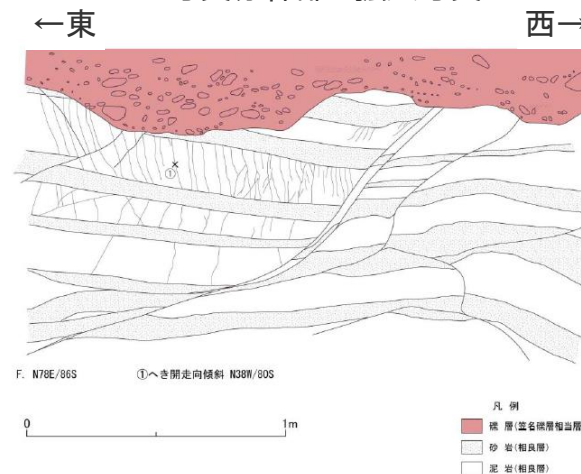 ←東
西→
①
F. N78E/86S
①へき開走向傾斜 N38W/80S
0
1m
凡 例
礫 層(笠名礫層相当層
砂 岩(相良層)
泥 岩(相良層)